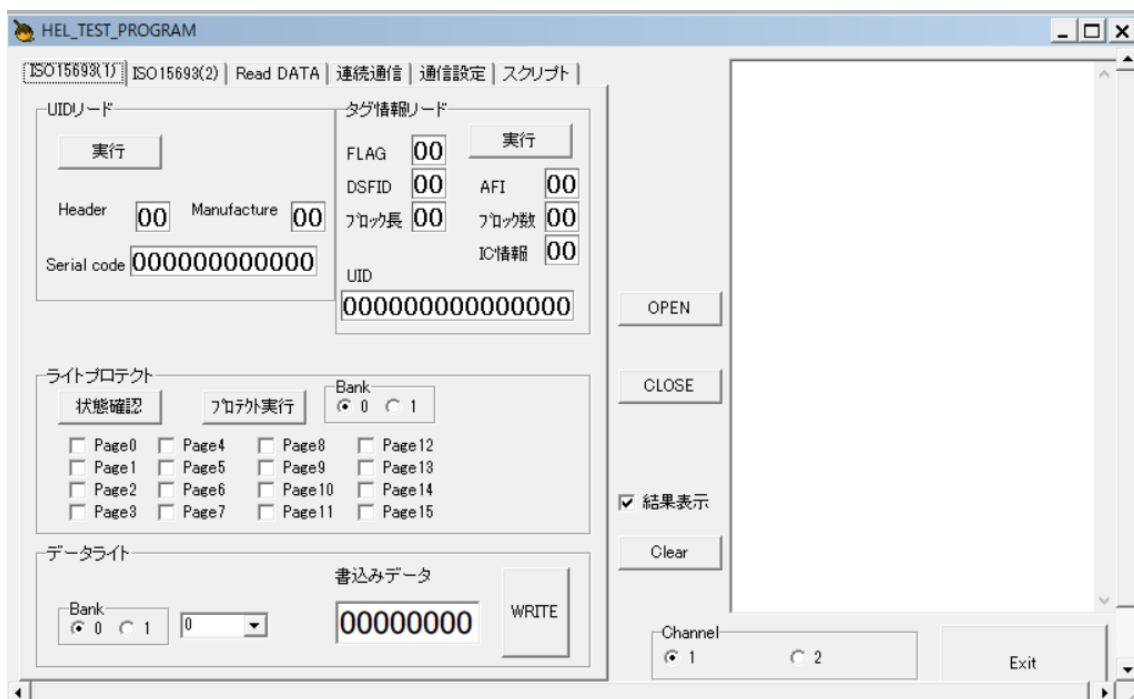 HEL_TEST_PROGRAM
ISO15693(1) ISO15693(2) Read DATA 連続通信 通信設定 スクリプト
UIDリード
実行
Header 00 Manufacture 00
Serial code 000000000000
タグ情報リード
FLAG 00 実行
DSFID 00 AFI 00
ﾌﾞﾛｯｸ長 00 ﾌﾞﾛｯｸ数 00
IC情報 00
UID
0000000000000000
ライトプロテクト
状態確認 ﾌﾟﾛﾃｸﾄ実行 Bank
0 1
Page0 Page4 Page8 Page12
Page1 Page5 Page9 Page13
Page2 Page6 Page10 Page14
Page3 Page7 Page11 Page15
データライト
書込みデータ
Bank
0 1 0 00000000 WRITE
OPEN
CLOSE
結果表示
Clear
Channel
1 2
Exit